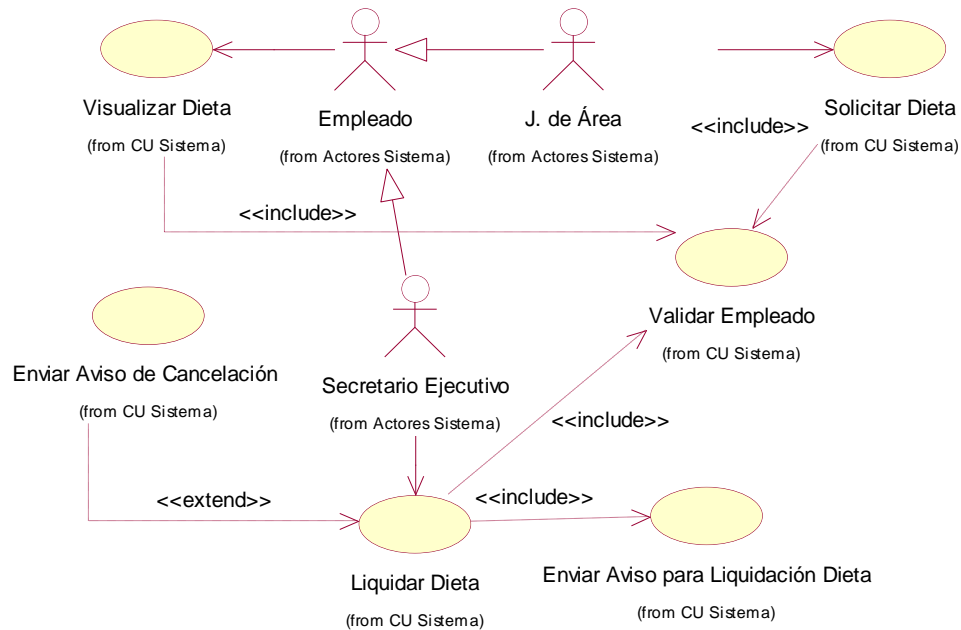 Visualizar Dieta
(from CU Sistema)
Empleado
(from Actores Sistema)
J. de Área
(from Actores Sistema)
Solicitar Dieta
(from CU Sistema)
<<include>>
<<include>>
Validar Empleado
(from CU Sistema)
Enviar Aviso de Cancelación
(from CU Sistema)
Secretario Ejecutivo
(from Actores Sistema)
<<include>>
<<extend>>
<<include>>
Liquidar Dieta
(from CU Sistema)
Enviar Aviso para Liquidación Dieta
(from CU Sistema)